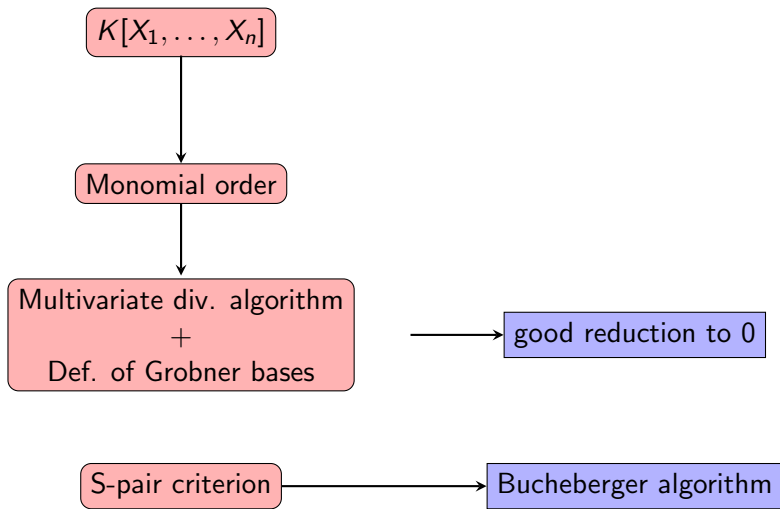 K[X₁, . . . , Xₙ]
Monomial order
Multivariate div. algorithm
+
Def. of Grobner bases
good reduction to 0
S-pair criterion
Bucheberger algorithm